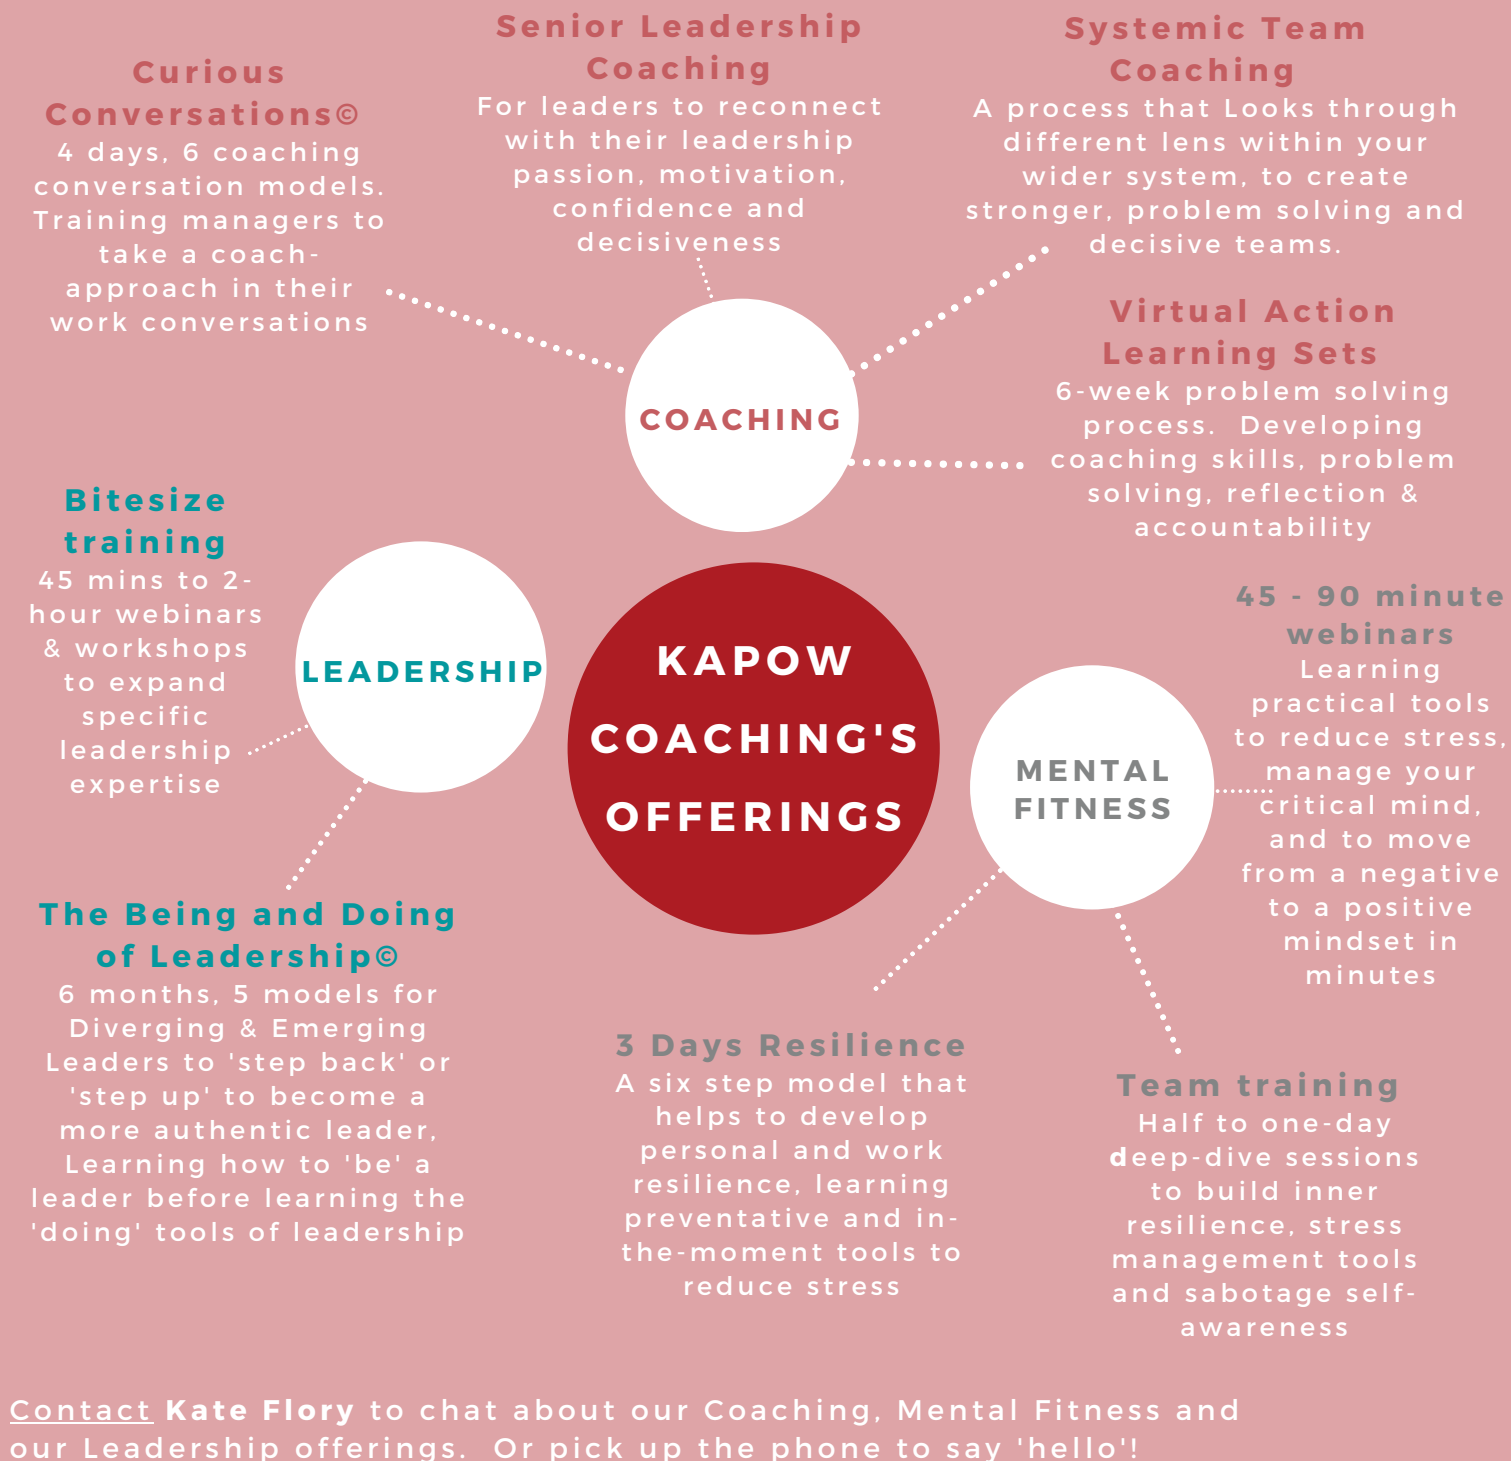 Curious
Conversations©
4 days, 6 coaching
conversation models.
Training managers to
take a coach-
approach in their
work conversations
Senior Leadership
Coaching
For leaders to reconnect
with their leadership
passion, motivation,
confidence and
decisiveness
Systemic Team
Coaching
A process that Looks through
different lens within your
wider system, to create
stronger, problem solving and
decisive teams.
Virtual Action
Learning Sets
6-week problem solving
process.  Developing
coaching skills, problem
solving, reflection &
accountability
COACHING
Bitesize
training
45 mins to 2-
hour webinars
& workshops
to expand
specific
leadership
expertise
LEADERSHIP
KAPOW
COACHING'S
OFFERINGS
MENTAL
FITNESS
45 - 90 minute
webinars
Learning
practical tools
to reduce stress,
manage your
critical mind,
and to move
from a negative
to a positive
mindset in
minutes
The Being and Doing
of Leadership©
6 months, 5 models for
Diverging & Emerging
Leaders to 'step back' or
'step up' to become a
more authentic leader,
Learning how to 'be' a
leader before learning the
'doing' tools of leadership
3 Days Resilience
A six step model that
helps to develop
personal and work
resilience, learning
preventative and in-
the-moment tools to
reduce stress
Team training
Half to one-day
deep-dive sessions
to build inner
resilience, stress
management tools
and sabotage self-
awareness
Contact Kate Flory to chat about our Coaching, Mental Fitness and
our Leadership offerings.  Or pick up the phone to say 'hello'!